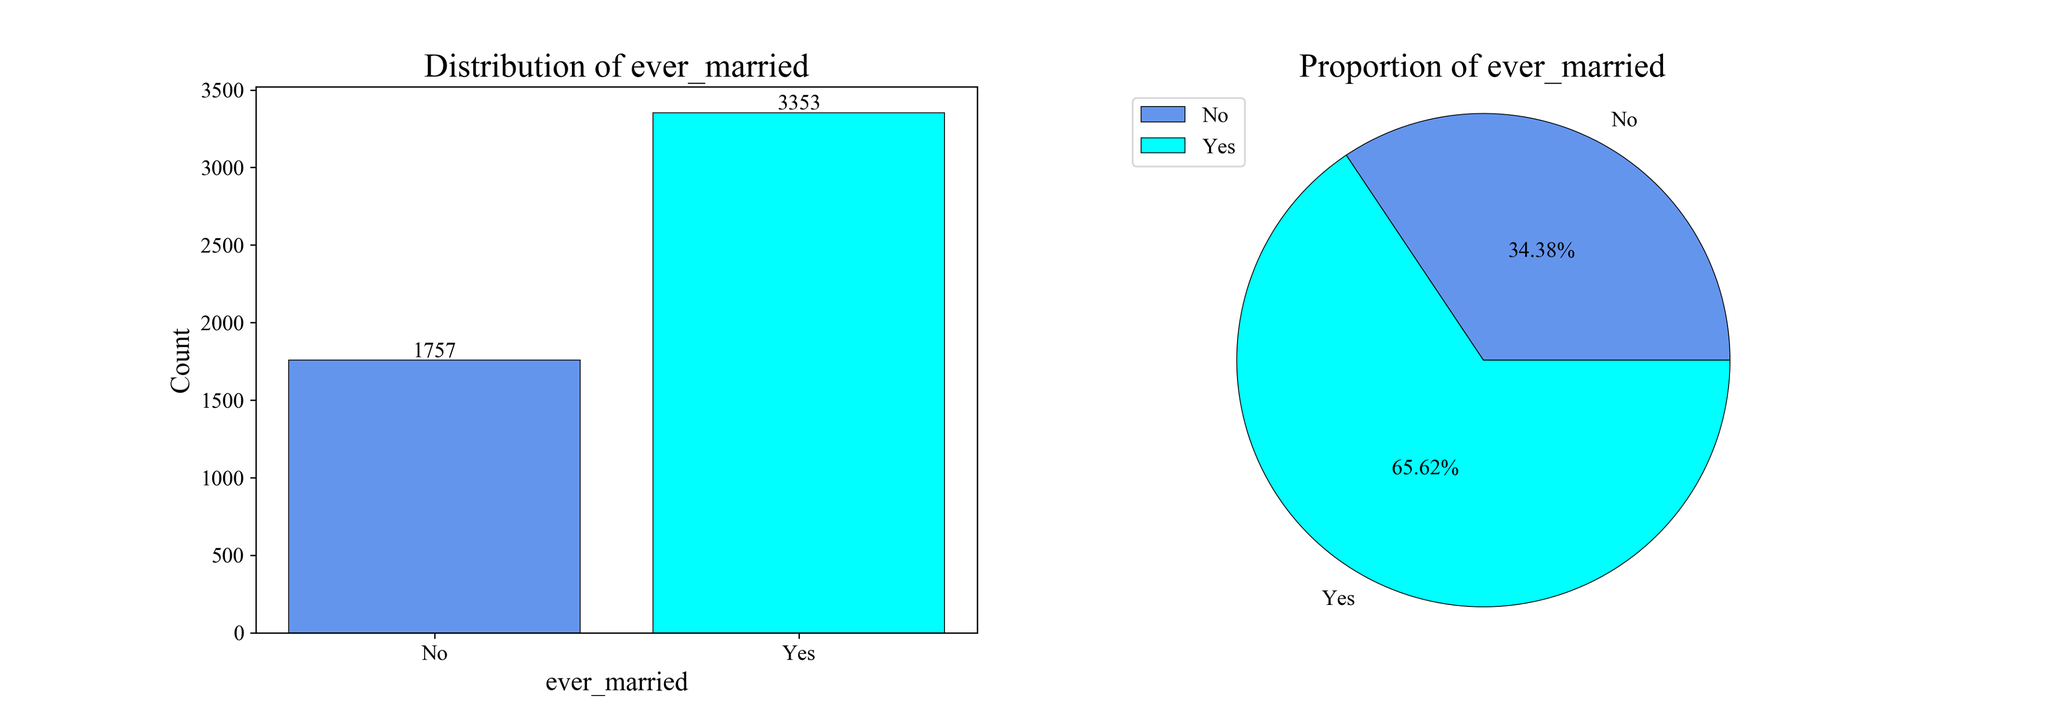 Distribution of ever_married
3500
3000
2500
2000
1500
1000
500
0
Count
1757
3353
No
Yes
ever_married
Proportion of ever_married
No
Yes
No
34.38%
65.62%
Yes